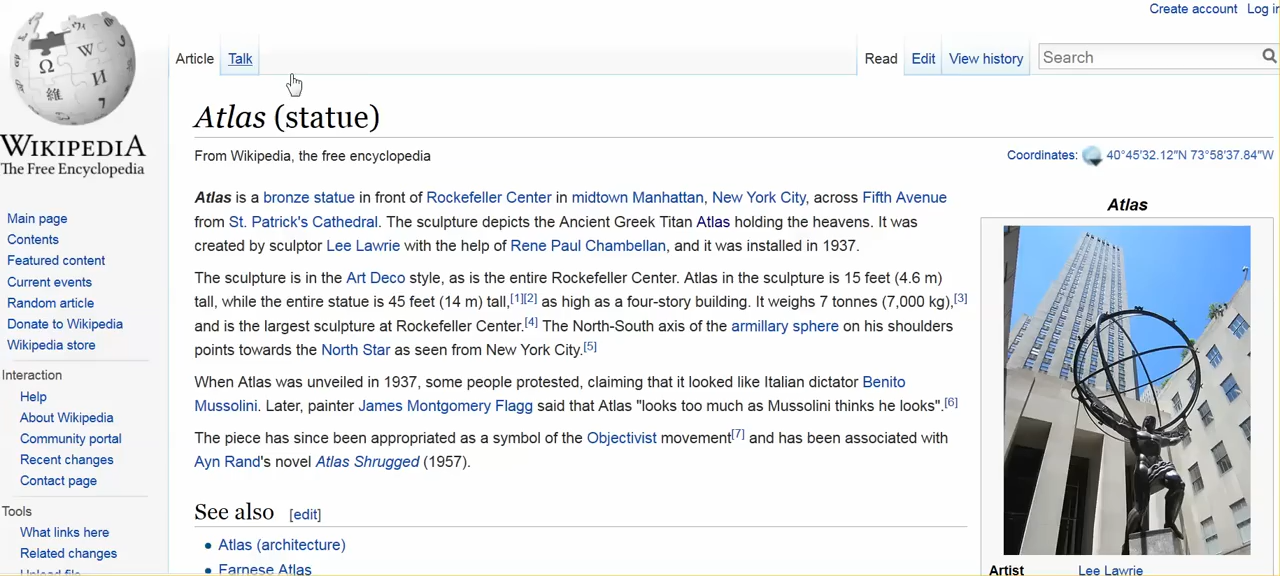 Create account Log in
Article Talk Read Edit View history Search
WIKIPEDIA
The Free Encyclopedia
Main page
Contents
Featured content
Current events
Random article
Donate to Wikipedia
Wikipedia store
Interaction
Help
About Wikipedia
Community portal
Recent changes
Contact page
Tools
What links here
Related changes
Upload file
Atlas (statue)
From Wikipedia, the free encyclopedia
Coordinates: 40°45′32.12″N 73°58′37.84″W
Atlas is a bronze statue in front of Rockefeller Center in midtown Manhattan, New York City, across Fifth Avenue
from St. Patrick's Cathedral. The sculpture depicts the Ancient Greek Titan Atlas holding the heavens. It was
created by sculptor Lee Lawrie with the help of Rene Paul Chambellan, and it was installed in 1937.
The sculpture is in the Art Deco style, as is the entire Rockefeller Center. Atlas in the sculpture is 15 feet (4.6 m)
tall, while the entire statue is 45 feet (14 m) tall,[1][2] as high as a four-story building. It weighs 7 tonnes (7,000 kg),[3]
and is the largest sculpture at Rockefeller Center.[4] The North-South axis of the armillary sphere on his shoulders
points towards the North Star as seen from New York City.[5]
When Atlas was unveiled in 1937, some people protested, claiming that it looked like Italian dictator Benito
Mussolini. Later, painter James Montgomery Flagg said that Atlas "looks too much as Mussolini thinks he looks".[6]
The piece has since been appropriated as a symbol of the Objectivist movement[7] and has been associated with
Ayn Rand's novel Atlas Shrugged (1957).
See also [edit]
• Atlas (architecture)
• Farnese Atlas
Atlas
Artist Lee Lawrie